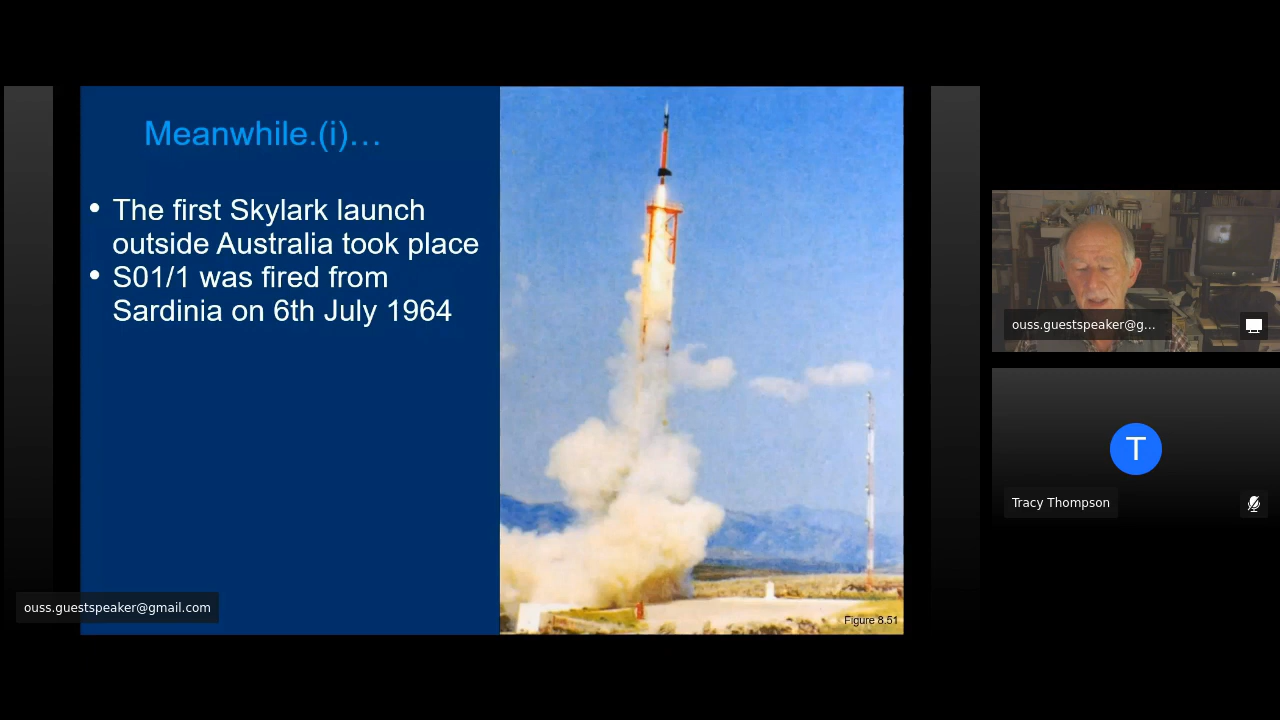 Meanwhile.(i)…
• The first Skylark launch
outside Australia took place
• S01/1 was fired from
Sardinia on 6th July 1964
Figure 8.51
ouss.guestspeaker@gmail.com
ouss.guestspeaker@g...
T
Tracy Thompson